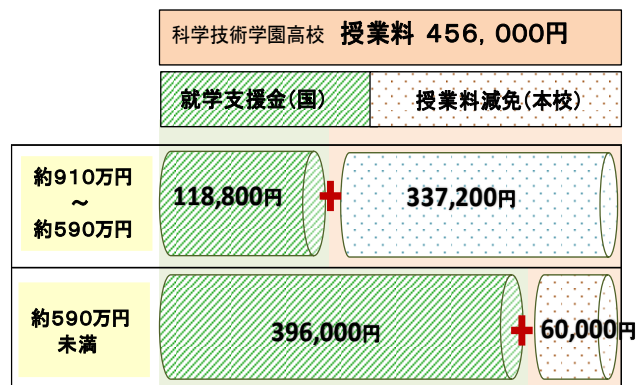 科学技術学園高校 授業料 456,000円
就学支援金(国) 授業料減免(本校)
約910万円
～
約590万円
118,800円 + 337,200円
約590万円
未満
396,000円 + 60,000円